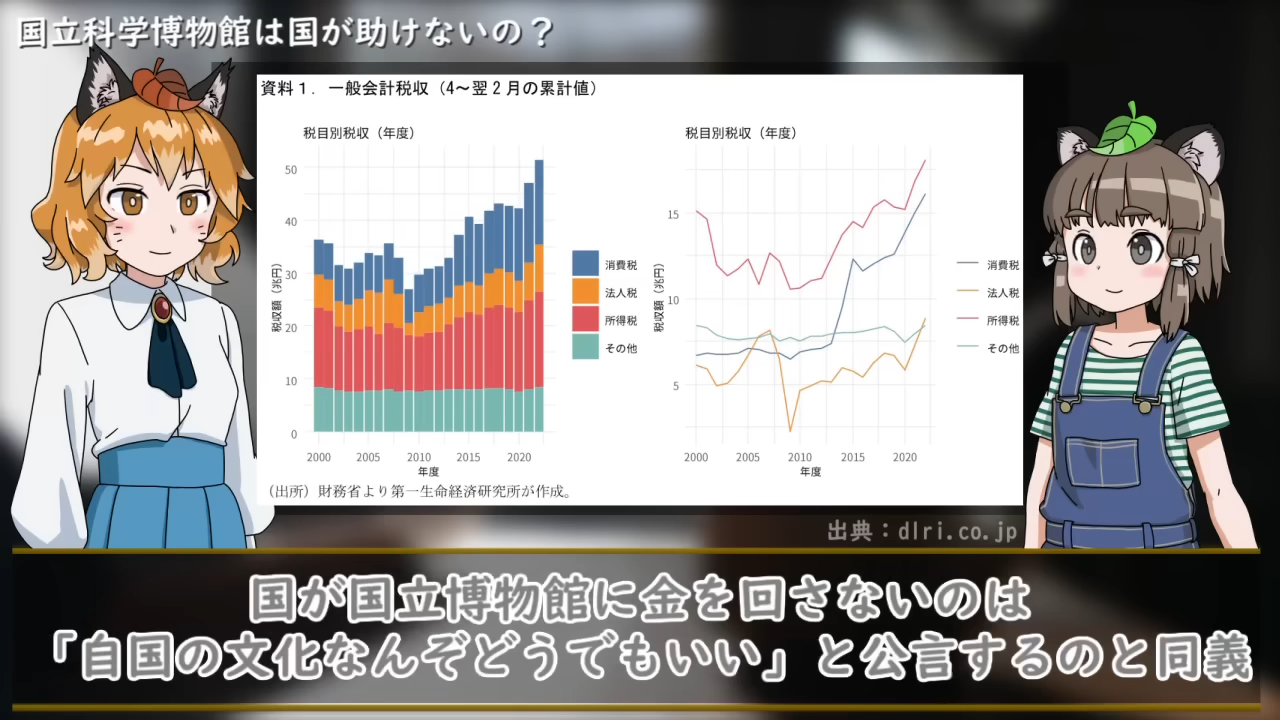 国立科学博物館は国が助けないの？
資料１．一般会計税収（4～翌２月の累計値）
税目別税収（年度）
税収額（兆円）
50
40
30
20
10
0
2000
2005
2010
2015
2020
年度
消費税
法人税
所得税
その他
税目別税収（年度）
税収額（兆円）
15
10
5
2000
2005
2010
2015
2020
年度
消費税
法人税
所得税
その他
（出所）財務省より第一生命経済研究所が作成。
出典：dlri.co.jp
国が国立博物館に金を回さないのは
「自国の文化なんぞどうでもいい」と公言するのと同義